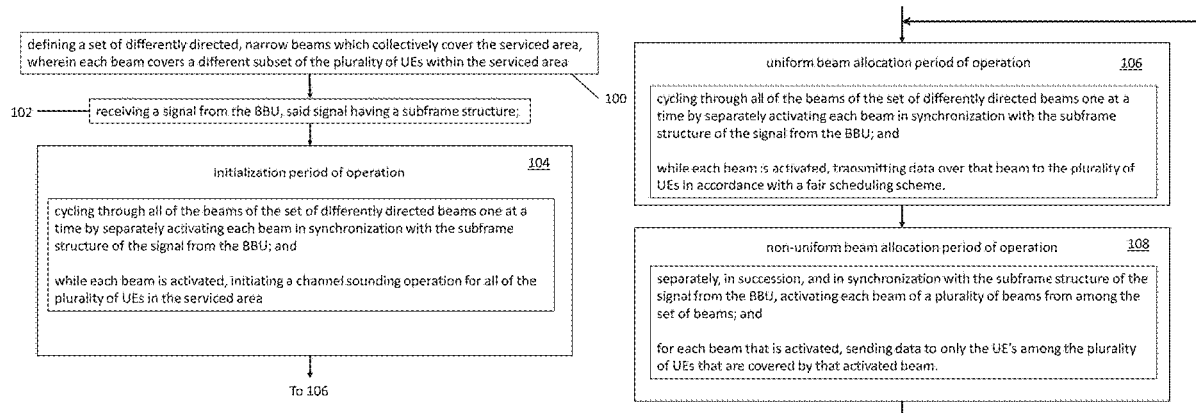 defining a set of differently directed, narrow beams which collectively cover the serviced area,
wherein each beam covers a different subset of the plurality of UEs within the serviced area
100
102
receiving a signal from the BBU, said signal having a subframe structure;
104
initialization period of operation
cycling through all of the beams of the set of differently directed beams one at a
time by separately activating each beam in synchronization with the subframe
structure of the signal from the BBU; and
while each beam is activated, initiating a channel sounding operation for all of the
plurality of UEs in the serviced area
To 106
uniform beam allocation period of operation
106
cycling through all of the beams of the set of differently directed beams one at a
time by separately activating each beam in synchronization with the subframe
structure of the signal from the BBU; and
while each beam is activated, transmitting data over that beam to the plurality of
UEs in accordance with a fair scheduling scheme.
non-uniform beam allocation period of operation
108
separately, in succession, and in synchronization with the subframe structure of the
signal from the BBU, activating each beam of a plurality of beams from among the
set of beams; and
for each beam that is activated, sending data to only the UE's among the plurality
of UEs that are covered by that activated beam.